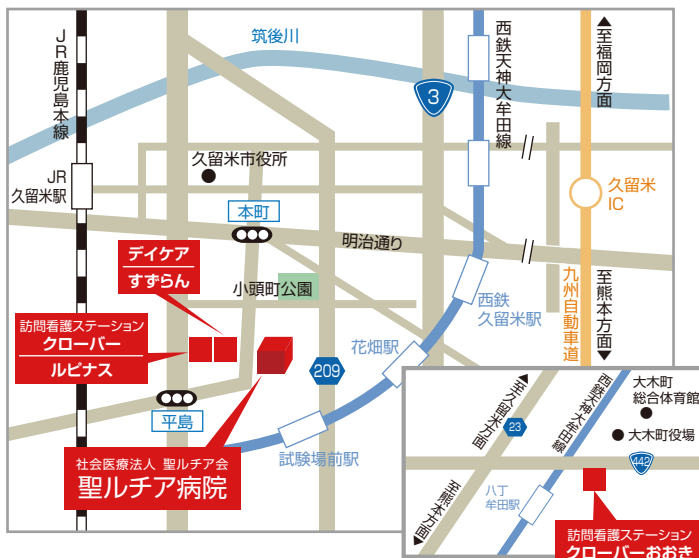 JR鹿児島本線
筑後川
3
西鉄天神大牟田線
▲至福岡方面
久留米市役所
JR
久留米駅
久留米
IC
本町
明治通り
デイケア
すずらん
小頭町公園
訪問看護ステーション
クローバー
ルピナス
西鉄
久留米駅
九州自動車道
至熊本方面▼
花畑駅
209
平島
試験場前駅
社会医療法人 聖ルチア会
聖ルチア病院
▲至久留米方面
23
西鉄天神大牟田線
大木町
総合体育館
大木町役場
442
至熊本方面▼
八丁
牟田駅
訪問看護ステーション
クローバーおおき